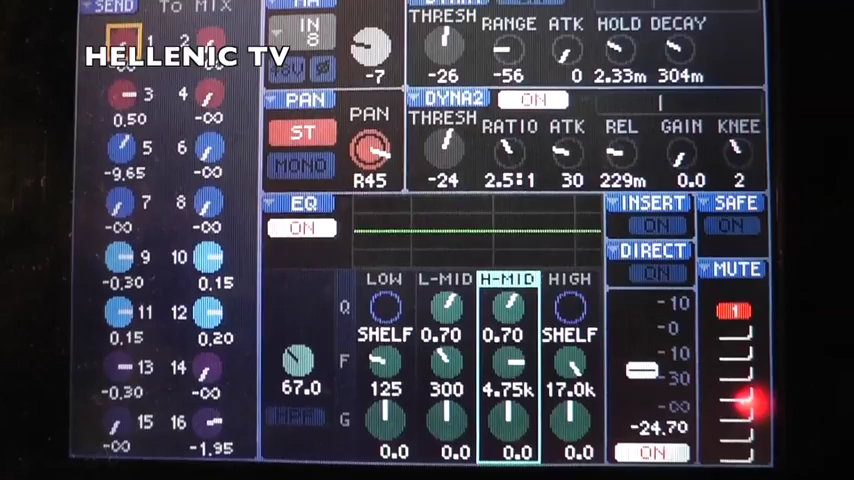 SEND To MIX
HELLENIC TV
1 2
-∞ -∞
3 4
0.50 -∞
5 6
-9.65 -∞
7 8
-∞ -∞
9 10
-0.30 0.15
11 12
0.15 0.20
13 14
-0.30 -∞
15 16
-∞ -1.95
HA
IN 8
48V Ø
-7
PAN
ST
MONO
PAN
R45
THRESH RANGE ATK HOLD DECAY
-26 -56 0 2.33m 304m
DYNA2 ON
THRESH RATIO ATK REL GAIN KNEE
-24 2.5:1 30 229m 0.0 2
EQ
ON
LOW L-MID H-MID HIGH
Q
SHELF 0.70 0.70 SHELF
F
67.0 125 300 4.75k 17.0k
HPF
G
0.0 0.0 0.0 0.0
INSERT
ON
DIRECT
ON
SAFE
ON
MUTE
1
10
0
-10
-30
-∞
-24.70
ON